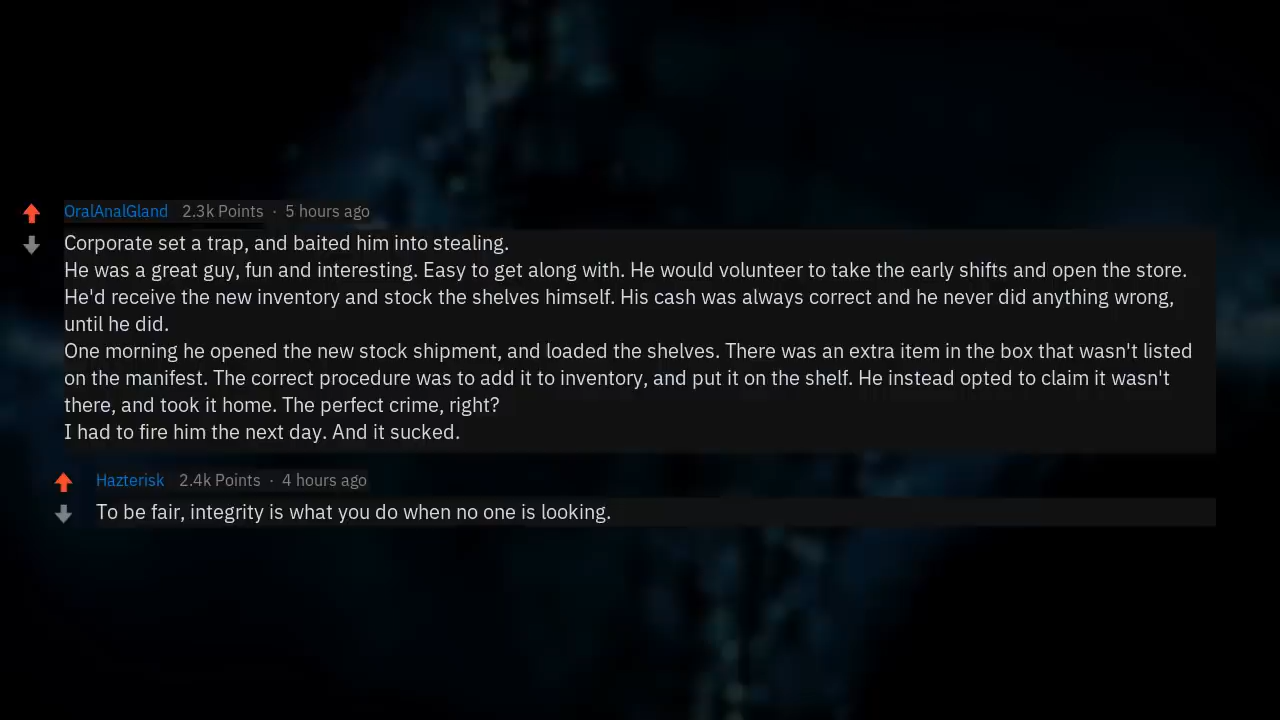 OralAnalGland 2.3k Points · 5 hours ago
Corporate set a trap, and baited him into stealing.
He was a great guy, fun and interesting. Easy to get along with. He would volunteer to take the early shifts and open the store.
He'd receive the new inventory and stock the shelves himself. His cash was always correct and he never did anything wrong,
until he did.
One morning he opened the new stock shipment, and loaded the shelves. There was an extra item in the box that wasn't listed
on the manifest. The correct procedure was to add it to inventory, and put it on the shelf. He instead opted to claim it wasn't
there, and took it home. The perfect crime, right?
I had to fire him the next day. And it sucked.
Hazterisk 2.4k Points · 4 hours ago
To be fair, integrity is what you do when no one is looking.